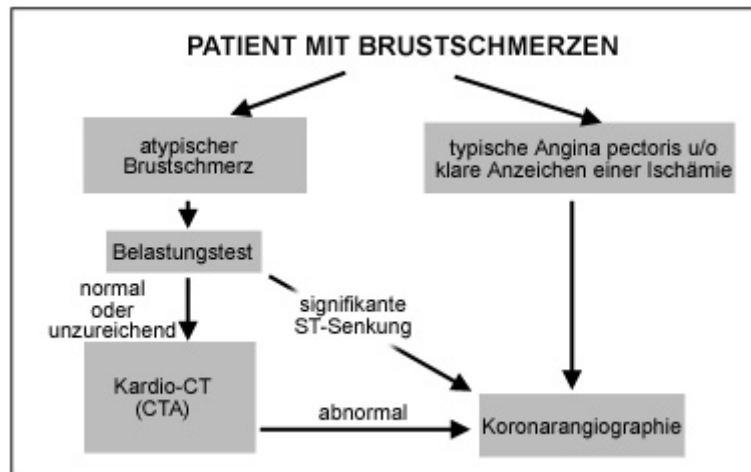 PATIENT MIT BRUSTSCHMERZEN
atypischer
Brustschmerz
typische Angina pectoris u/o
klare Anzeichen einer Ischämie
Belastungstest
normal
oder
unzureichend
signifikante
ST-Senkung
Kardio-CT
(CTA)
abnormal
Koronarangiographie